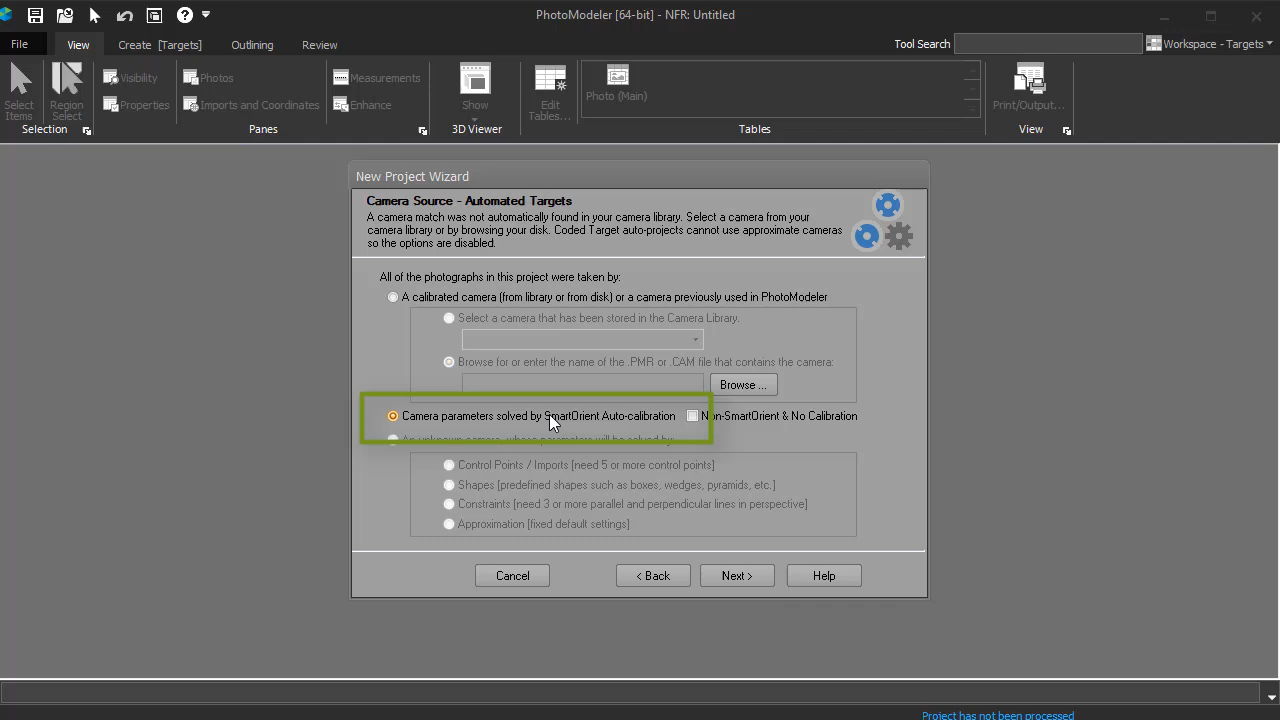 PhotoModeler [64-bit] - NFR: Untitled
File View Create [Targets] Outlining Review Tool Search Workspace - Targets
Select Items
Region Select
Selection
Visibility
Properties
Photos
Imports and Coordinates
Measurements
Enhance
Panes
Show
3D Viewer
Edit Tables...
Photo (Main)
Tables
Print/Output...
View
New Project Wizard
Camera Source - Automated Targets
A camera match was not automatically found in your camera library. Select a camera from your
camera library or by browsing your disk. Coded Target auto-projects cannot use approximate cameras
so the options are disabled.
All of the photographs in this project were taken by:
A calibrated camera (from library or from disk) or a camera previously used in PhotoModeler
Select a camera that has been stored in the Camera Library.
Browse for or enter the name of the .PMR or .CAM file that contains the camera:
Browse ...
Camera parameters solved by SmartOrient Auto-calibration Non-SmartOrient & No Calibration
An unknown camera, whose parameters will be solved by:
Control Points / Imports [need 5 or more control points]
Shapes [predefined shapes such as boxes, wedges, pyramids, etc.]
Constraints [need 3 or more parallel and perpendicular lines in perspective]
Approximation [fixed default settings]
Cancel < Back Next > Help
Project has not been processed